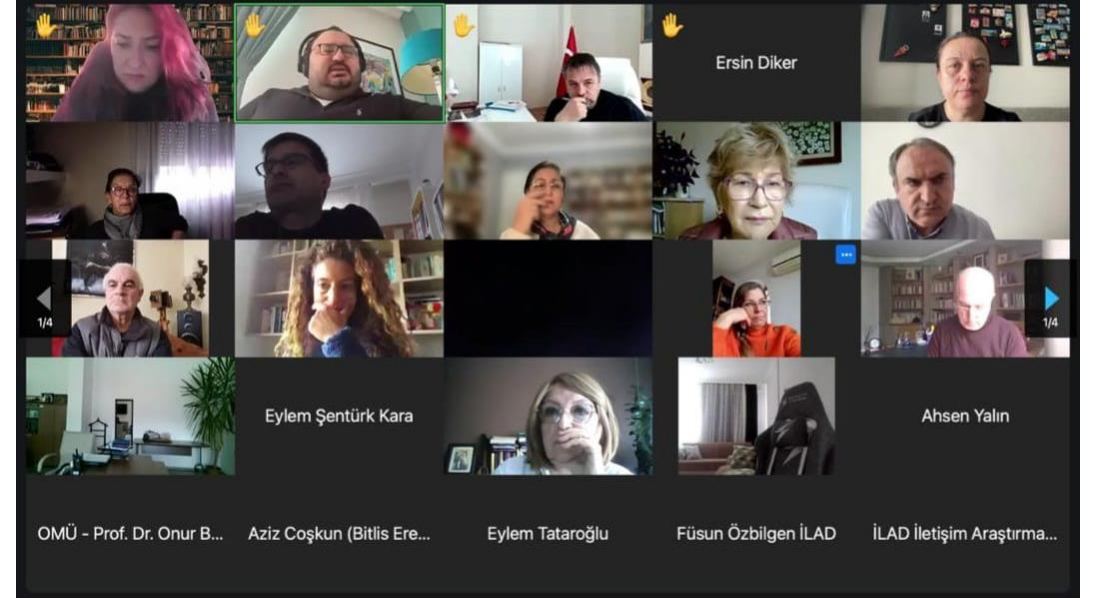 Ersin Diker
1/4
1/4
Eylem Şentürk Kara
Ahsen Yalın
OMÜ - Prof. Dr. Onur B...
Aziz Coşkun (Bitlis Ere...
Eylem Tataroğlu
Füsun Özbilgen İLAD
İLAD İletişim Araştırma...